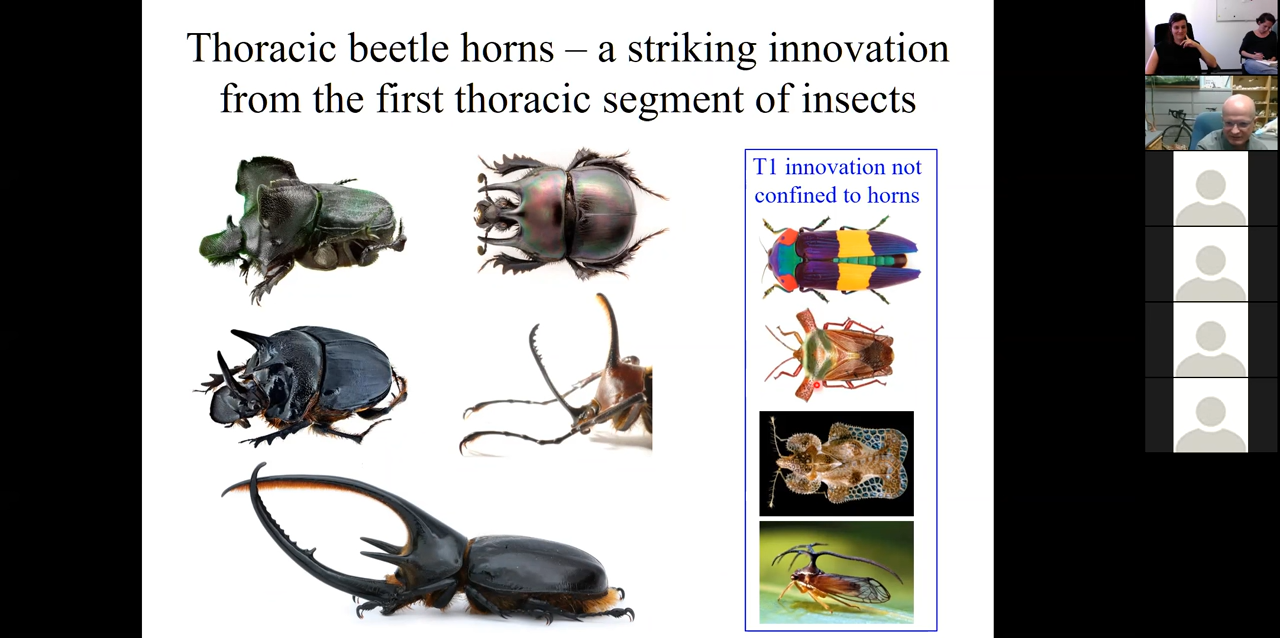 Thoracic beetle horns – a striking innovation
from the first thoracic segment of insects
T1 innovation not
confined to horns